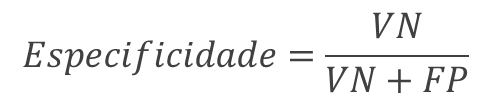 Especificidade = VN / (VN + FP)